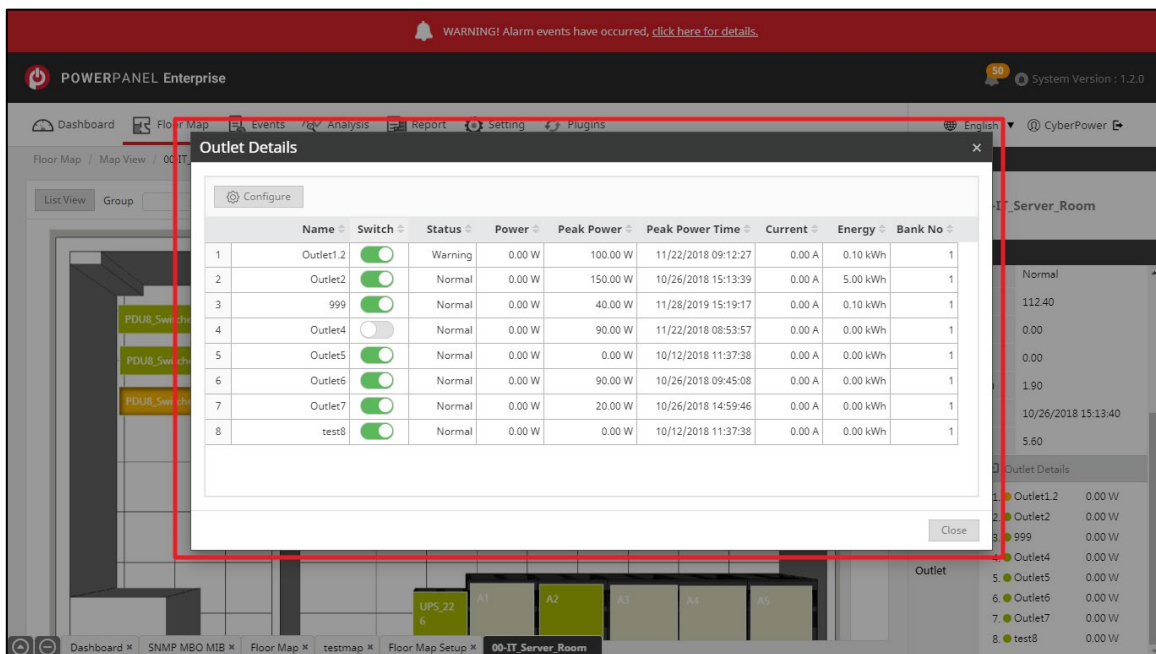 WARNING! Alarm events have occurred, click here for details.
POWERPANEL Enterprise
50
System Version : 1.2.0
Dashboard Floor Map Events Analysis Report Setting Plugins English CyberPower
Floor Map / Map View / 00-IT_
Outlet Details ×
List View Group
Configure
-IT_Server_Room
Name Switch Status Power Peak Power Peak Power Time Current Energy Bank No
1 Outlet1.2 Warning 0.00 W 100.00 W 11/22/2018 09:12:27 0.00 A 0.10 kWh 1
2 Outlet2 Normal 0.00 W 150.00 W 10/26/2018 15:13:39 0.00 A 5.00 kWh 1
3 999 Normal 0.00 W 40.00 W 11/28/2019 15:19:17 0.00 A 0.10 kWh 1
4 Outlet4 Normal 0.00 W 90.00 W 11/22/2018 08:53:57 0.00 A 0.00 kWh 1
5 Outlet5 Normal 0.00 W 0.00 W 10/12/2018 11:37:38 0.00 A 0.00 kWh 1
6 Outlet6 Normal 0.00 W 90.00 W 10/26/2018 09:45:08 0.00 A 0.00 kWh 1
7 Outlet7 Normal 0.00 W 20.00 W 10/26/2018 14:59:46 0.00 A 0.00 kWh 1
8 test8 Normal 0.00 W 0.00 W 10/12/2018 11:37:38 0.00 A 0.00 kWh 1
Close
PDU8_Switche
PDU8_Switche
PDU8_Switche
Normal
112.40
0.00
0.00
1.90
10/26/2018 15:13:40
5.60
Outlet Details
Outlet
1. Outlet1.2 0.00 W
2. Outlet2 0.00 W
3. 999 0.00 W
4. Outlet4 0.00 W
5. Outlet5 0.00 W
6. Outlet6 0.00 W
7. Outlet7 0.00 W
8. test8 0.00 W
UPS_22
6
A1 A2 A3 A4 A5
Dashboard × SNMP MBO MIB × Floor Map × testmap × Floor Map Setup × 00-IT_Server_Room